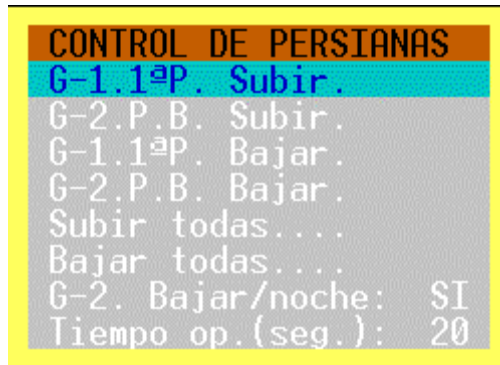 CONTROL DE PERSIANAS
G-1.1ªP. Subir.
G-2.P.B. Subir.
G-1.1ªP. Bajar.
G-2.P.B. Bajar.
Subir todas....
Bajar todas....
G-2. Bajar/noche: SI
Tiempo op.(seg.): 20